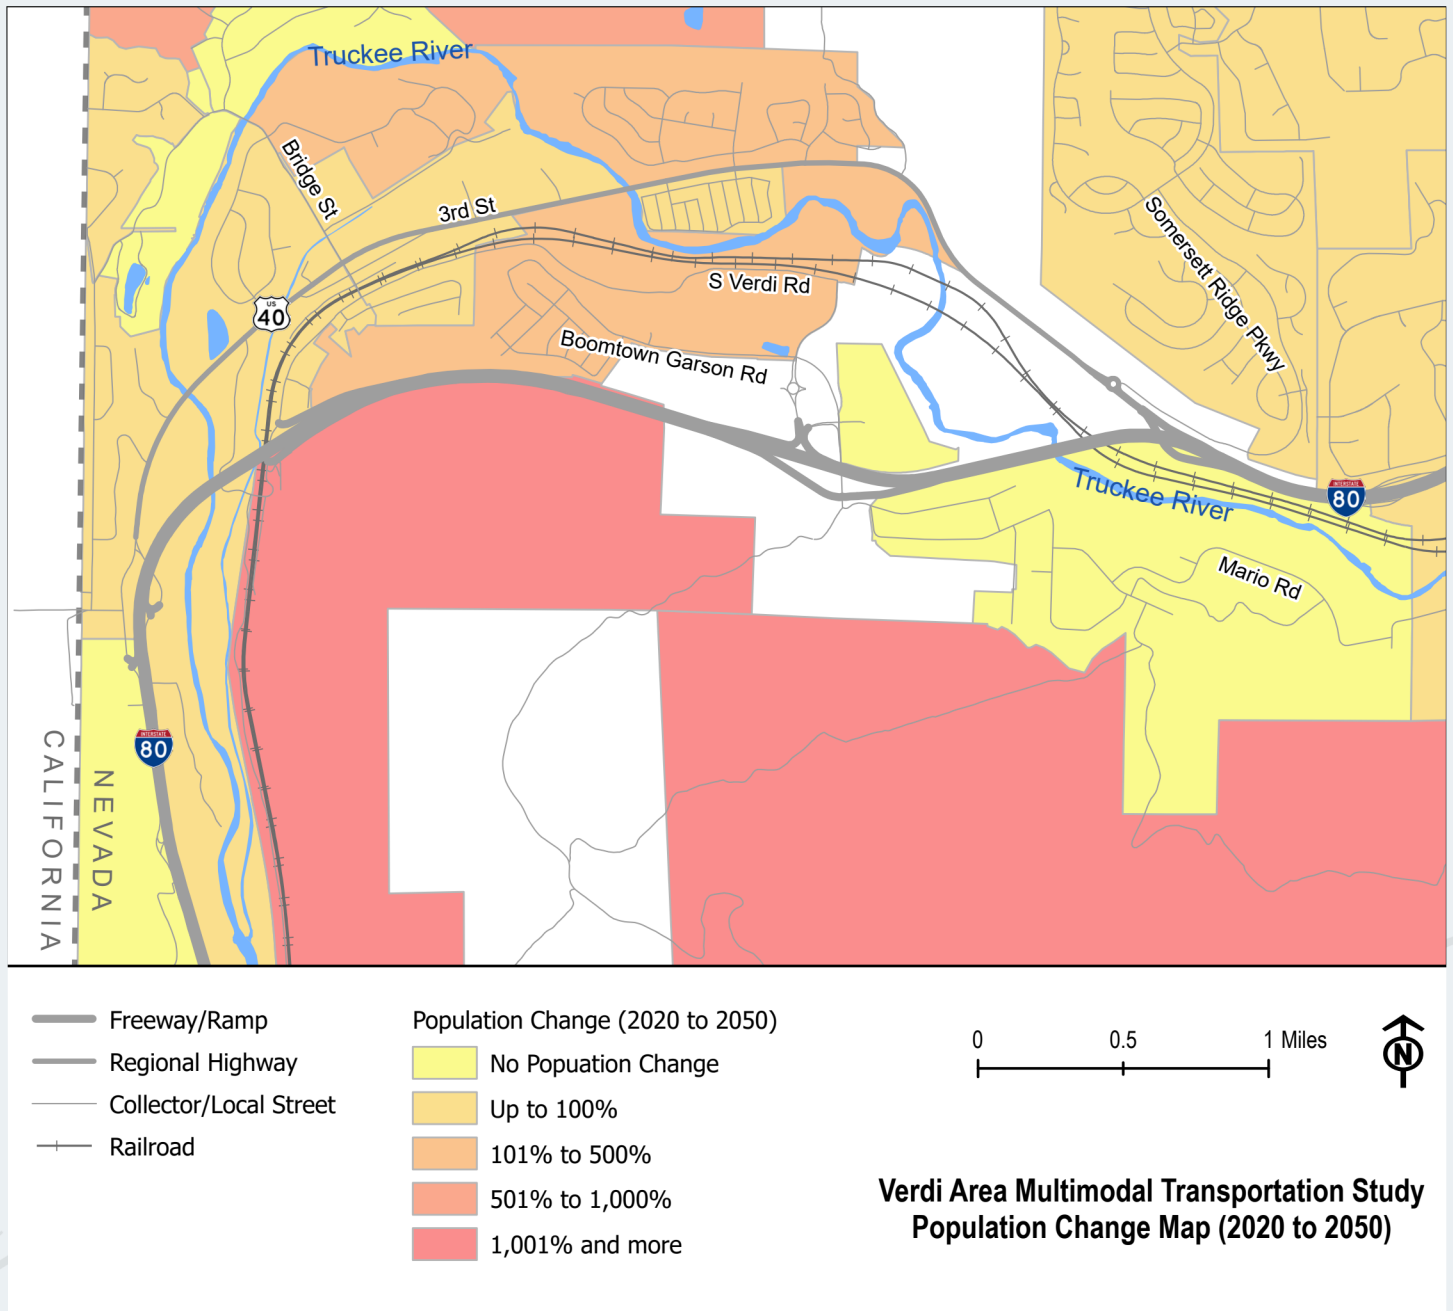 Truckee River
Bridge St
3rd St
Somersett Ridge Pkwy
S Verdi Rd
US
40
Boomtown Garson Rd
Truckee River
INTERSTATE
80
Mario Rd
INTERSTATE
80
CALIFORNIA
NEVADA
Freeway/Ramp
Regional Highway
Collector/Local Street
Railroad
Population Change (2020 to 2050)
No Popuation Change
Up to 100%
101% to 500%
501% to 1,000%
1,001% and more
0 0.5 1 Miles
N
Verdi Area Multimodal Transportation Study
Population Change Map (2020 to 2050)